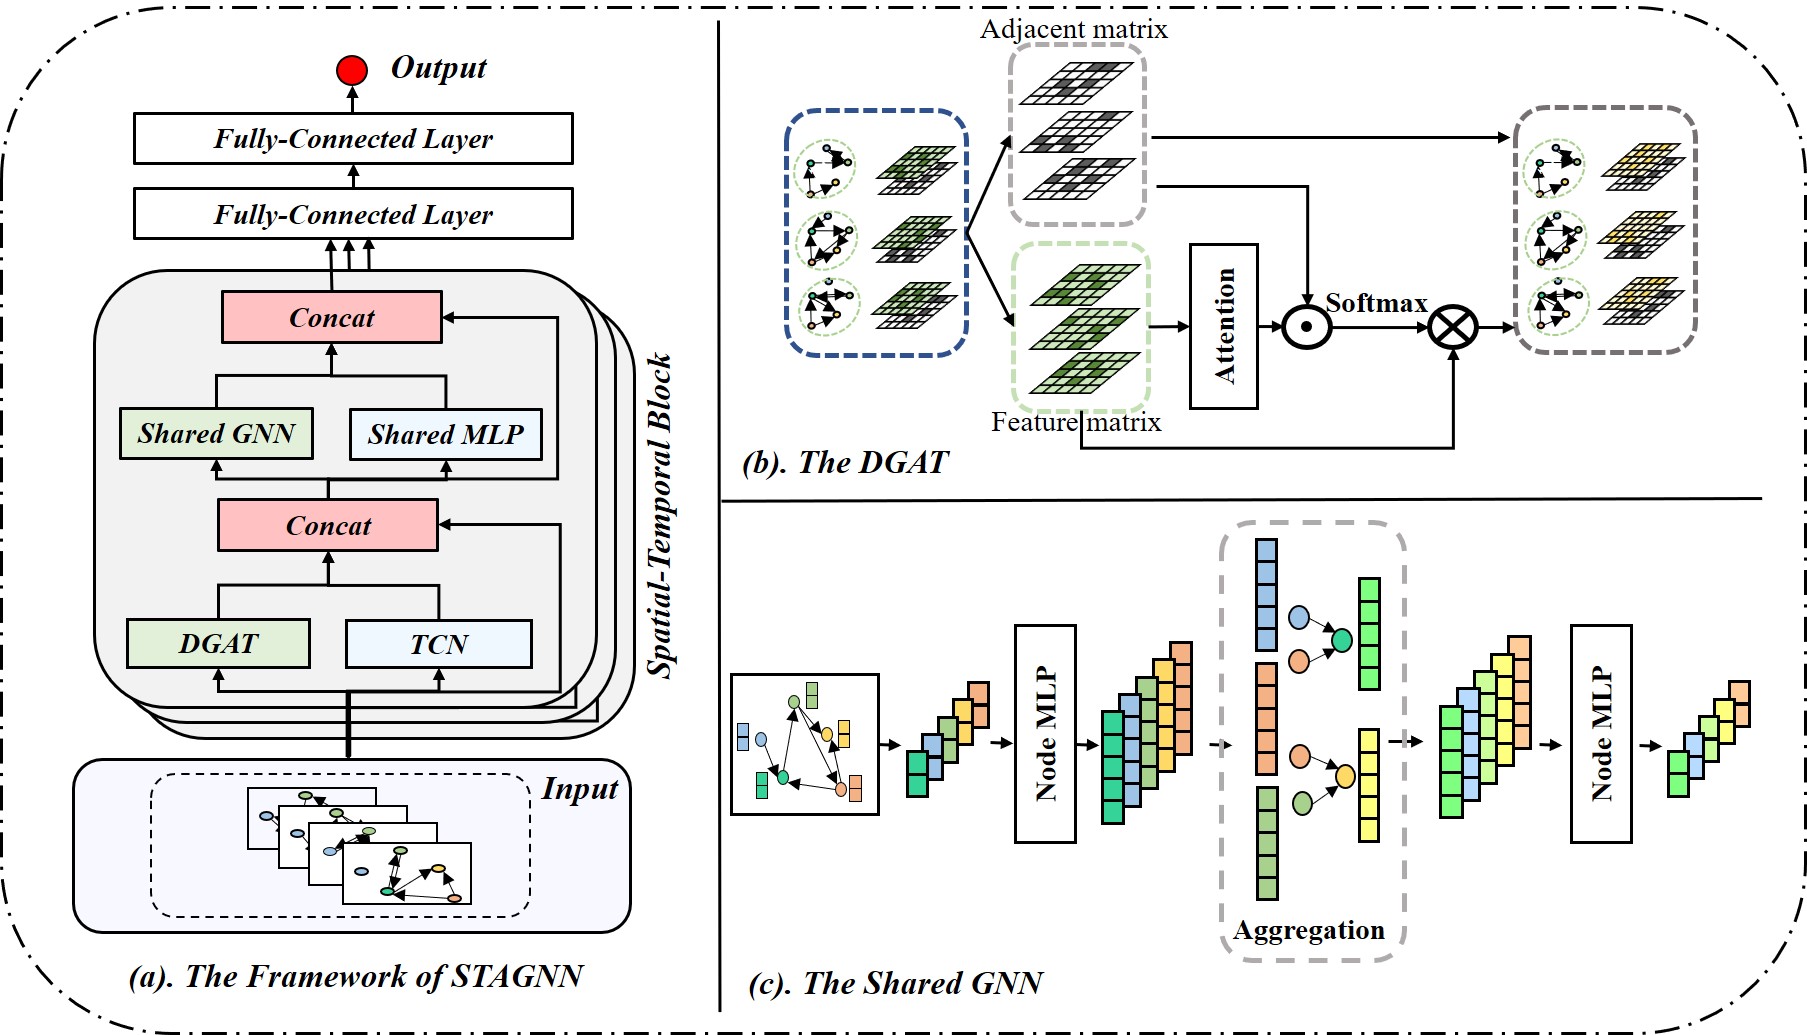 Output
Fully-Connected Layer
Fully-Connected Layer
Concat
Shared GNN
Shared MLP
Concat
DGAT
TCN
Spatial-Temporal Block
Input
(a). The Framework of STAGNN
Adjacent matrix
Feature matrix
Attention
Softmax
(b). The DGAT
Node MLP
Aggregation
Node MLP
(c). The Shared GNN